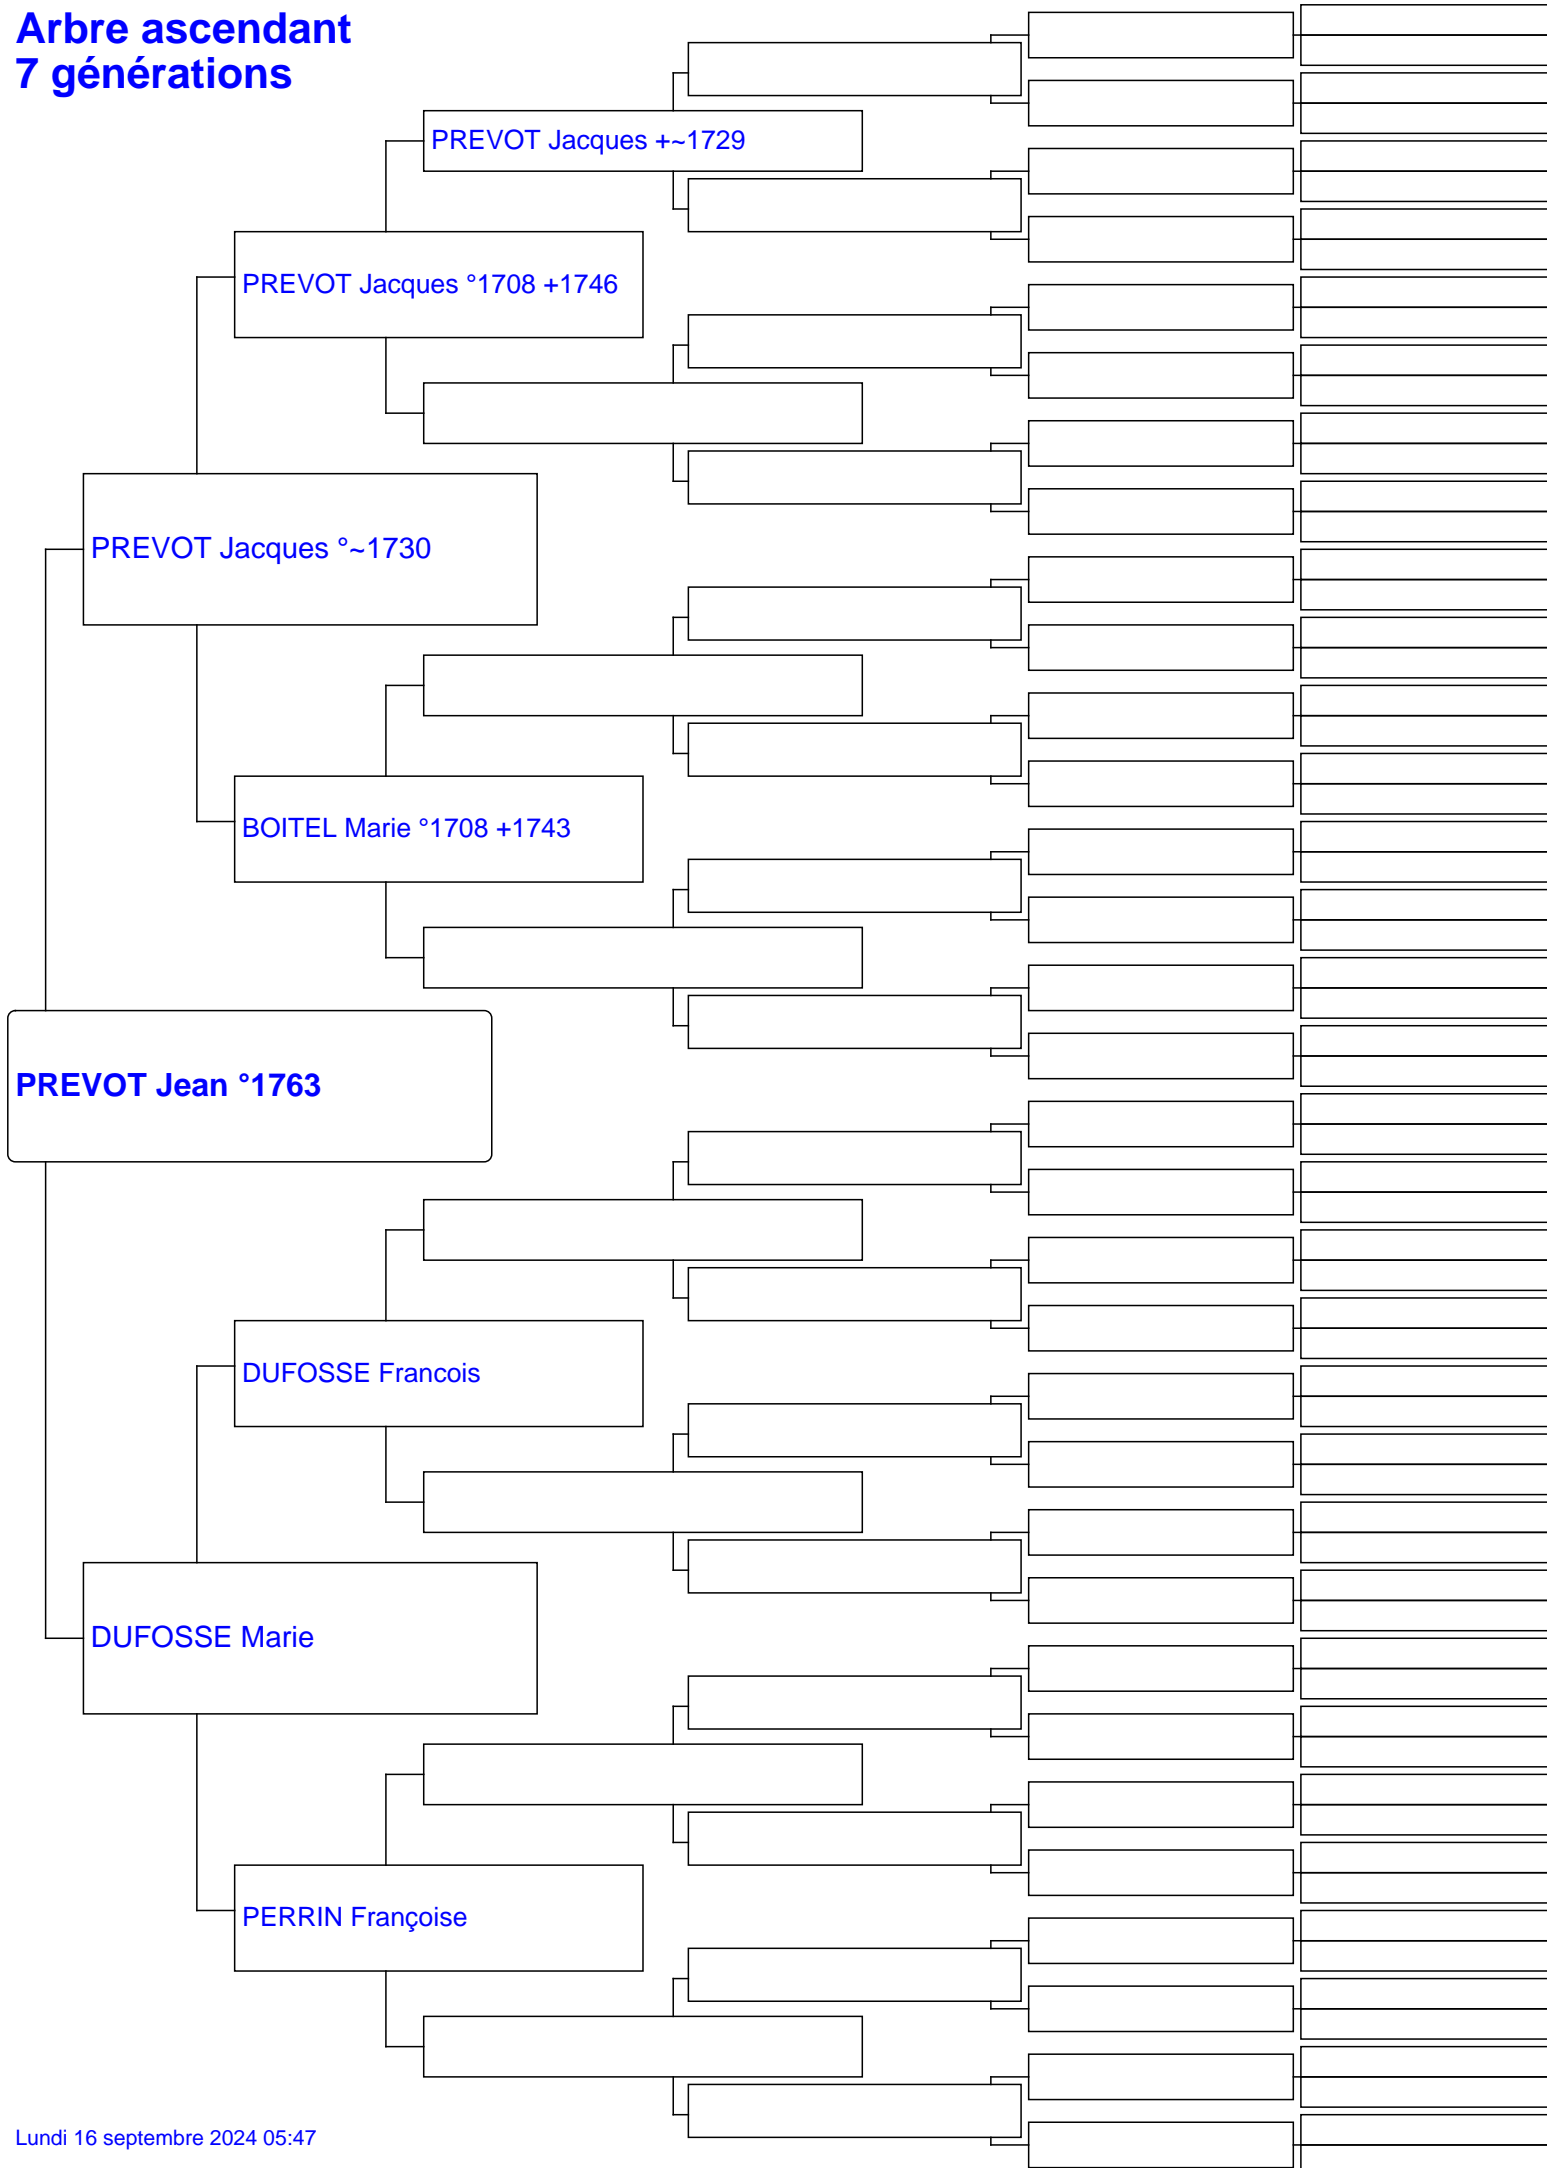 Arbre ascendant
7 générations
PREVOT Jacques +~1729
PREVOT Jacques °1708 +1746
PREVOT Jacques °~1730
BOITEL Marie °1708 +1743
PREVOT Jean °1763
DUFOSSE Francois
DUFOSSE Marie
PERRIN Françoise
Lundi 16 septembre 2024 05:47